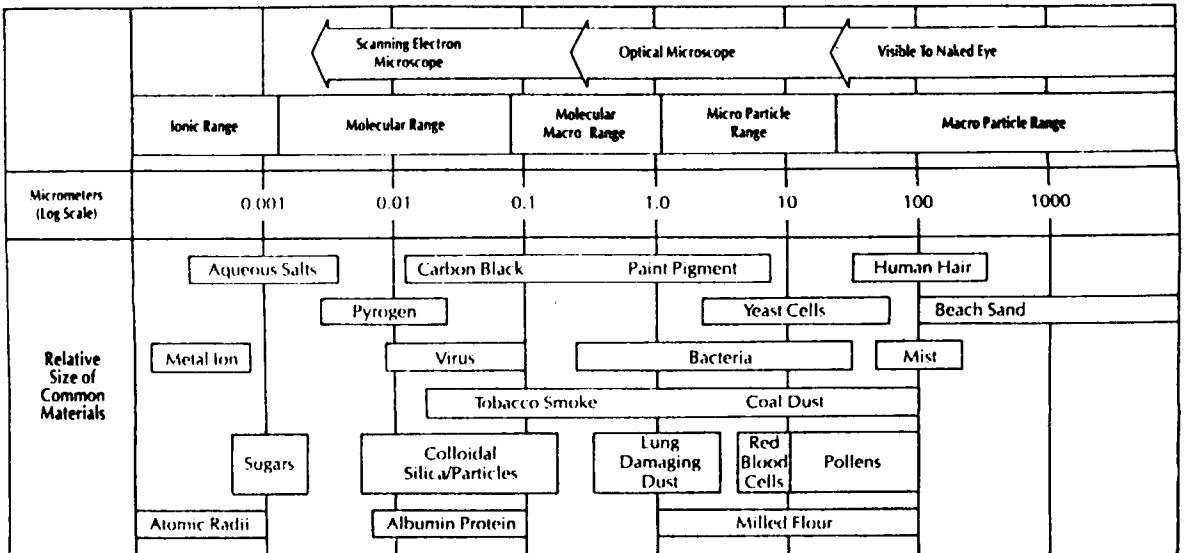 Scanning Electron
Microscope
Optical Microscope
Visible To Naked Eye
Ionic Range
Molecular Range
Molecular
Macro Range
Micro Particle
Range
Macro Particle Range
Micrometers
(Log Scale)
0.001
0.01
0.1
1.0
10
100
1000
Relative
Size of
Common
Materials
Aqueous Salts
Carbon Black
Paint Pigment
Human Hair
Pyrogen
Yeast Cells
Beach Sand
Metal Ion
Virus
Bacteria
Mist
Tobacco Smoke
Coal Dust
Sugars
Colloidal
Silica/Particles
Lung
Damaging
Dust
Red
Blood
Cells
Pollens
Atomic Radii
Albumin Protein
Milled Flour